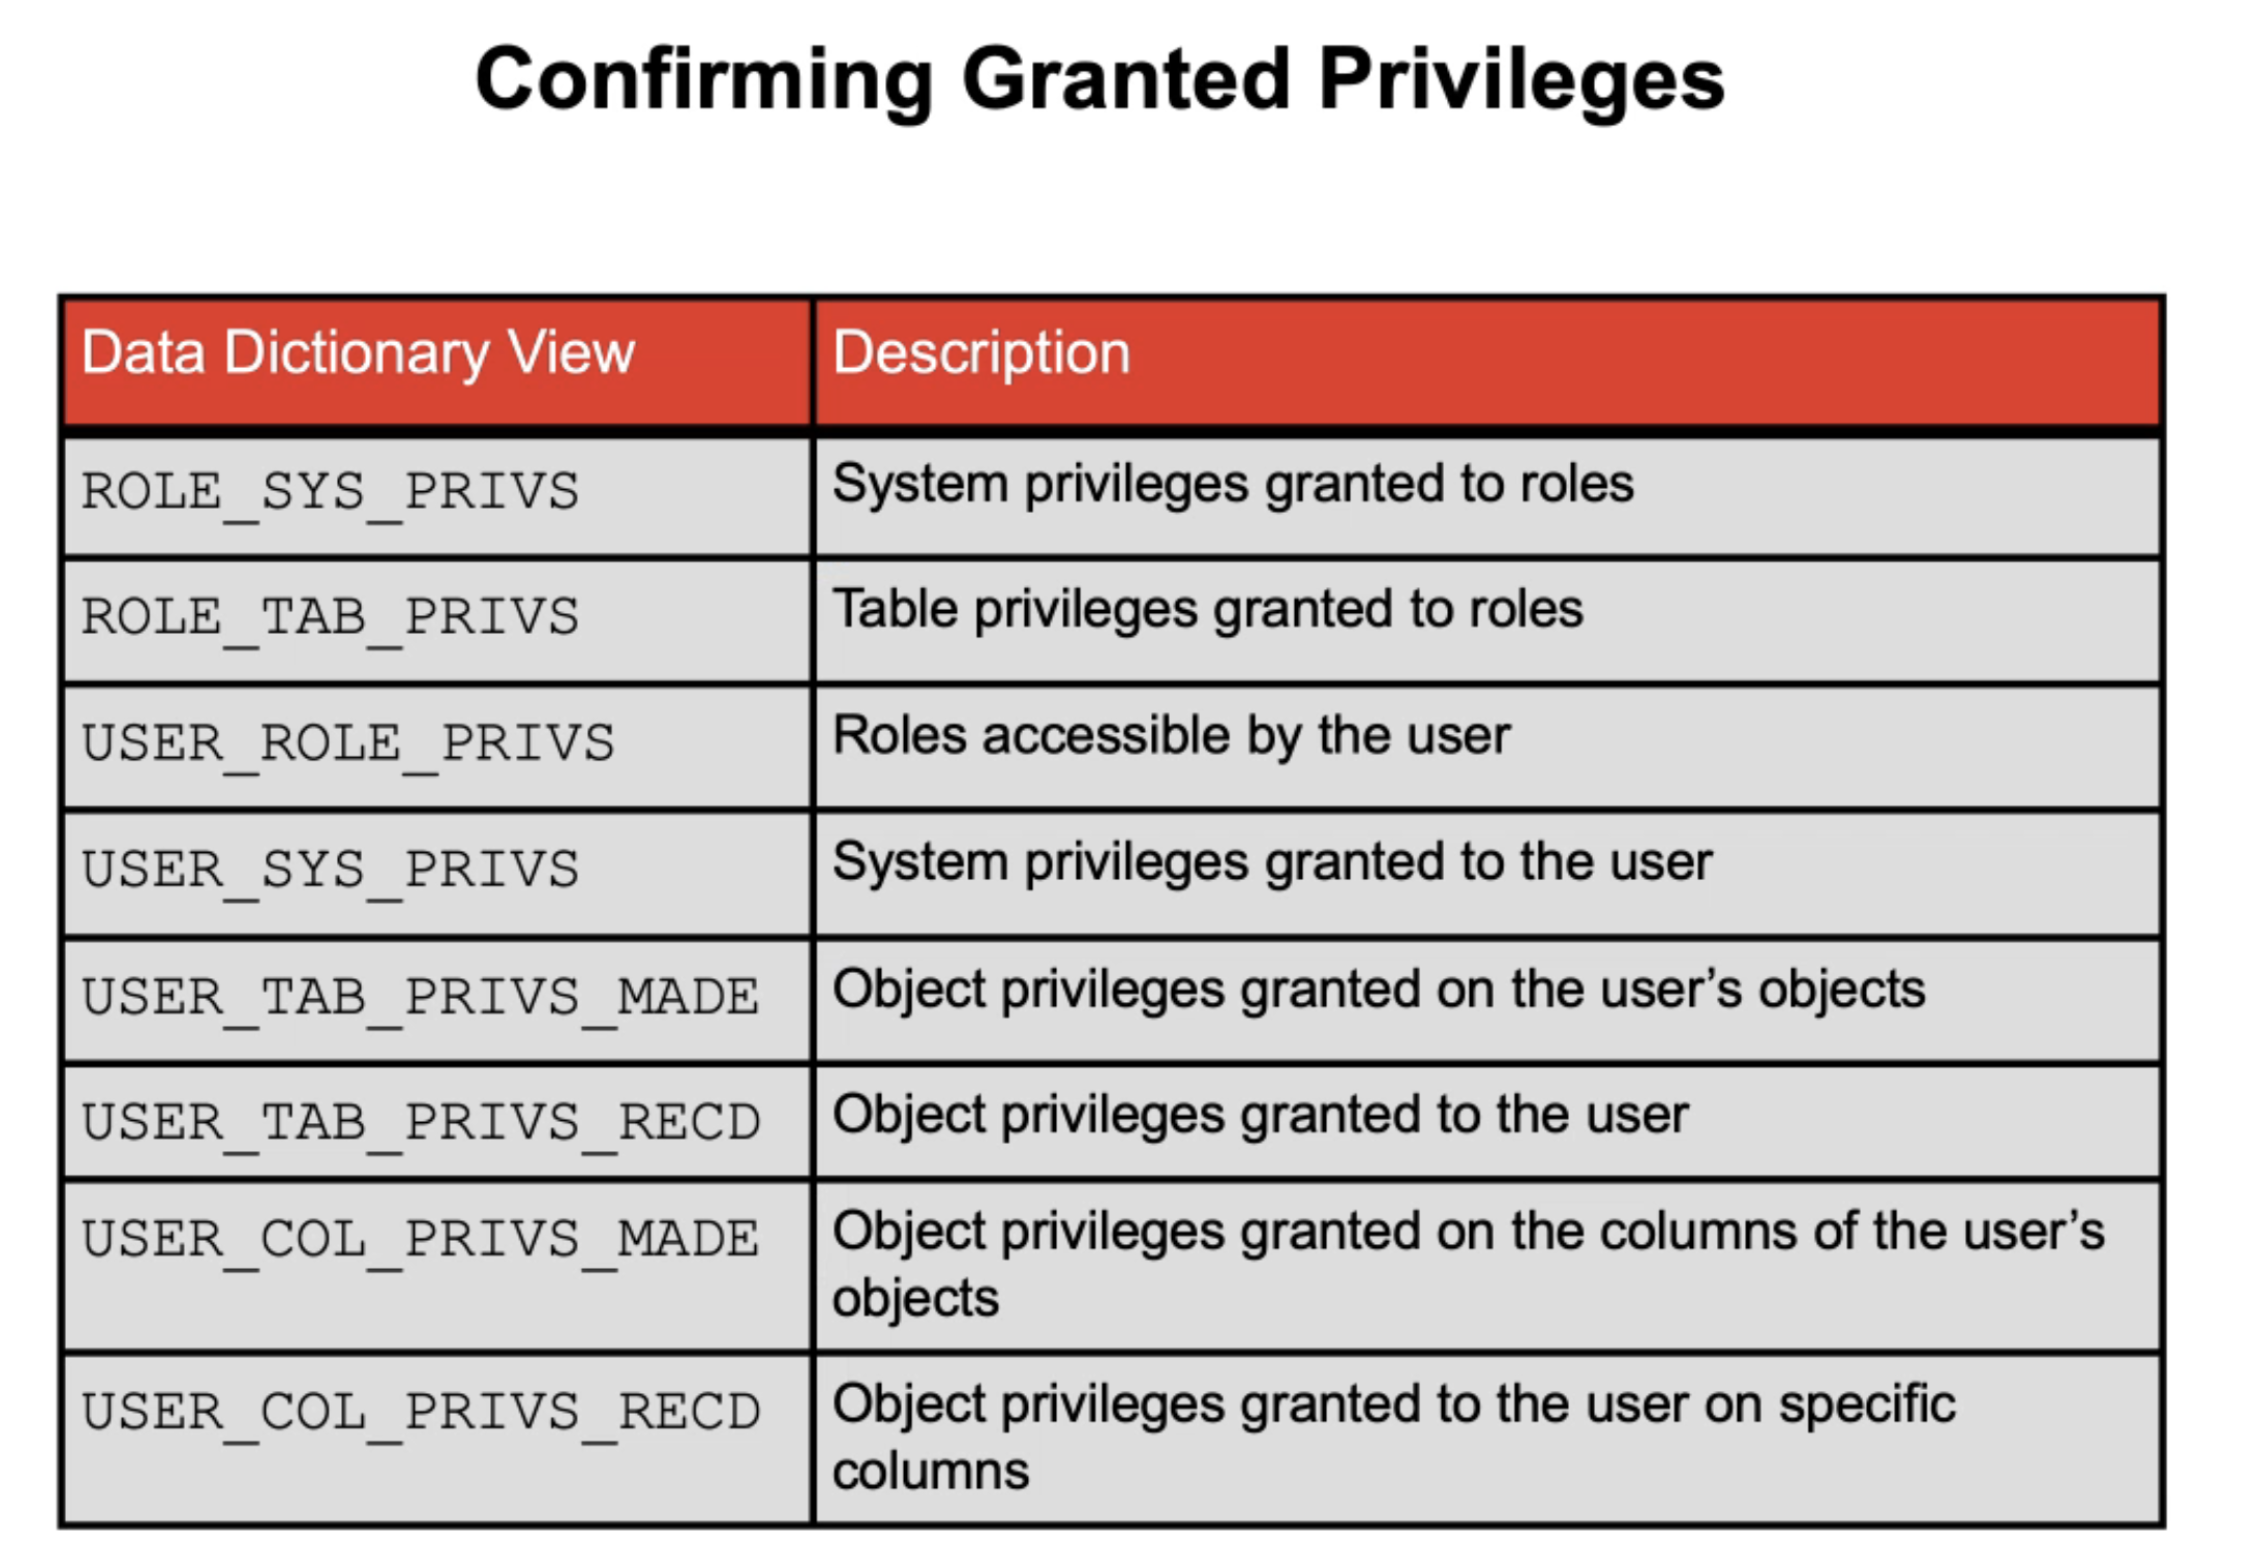 Confirming Granted Privileges
Data Dictionary View
Description
ROLE_SYS_PRIVS
System privileges granted to roles
ROLE_TAB_PRIVS
Table privileges granted to roles
USER_ROLE_PRIVS
Roles accessible by the user
USER_SYS_PRIVS
System privileges granted to the user
USER_TAB_PRIVS_MADE
Object privileges granted on the user’s objects
USER_TAB_PRIVS_RECD
Object privileges granted to the user
USER_COL_PRIVS_MADE
Object privileges granted on the columns of the user’s
objects
USER_COL_PRIVS_RECD
Object privileges granted to the user on specific
columns